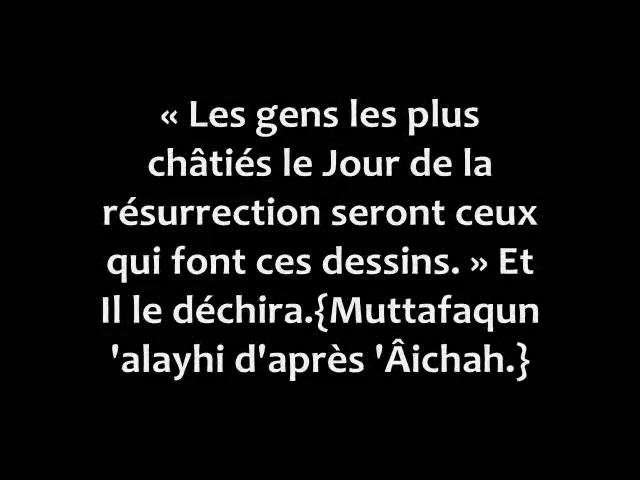 « Les gens les plus
châtiés le Jour de la
résurrection seront ceux
qui font ces dessins. » Et
Il le déchira.{Muttafaqun
'alayhi d'après 'Âichah.}